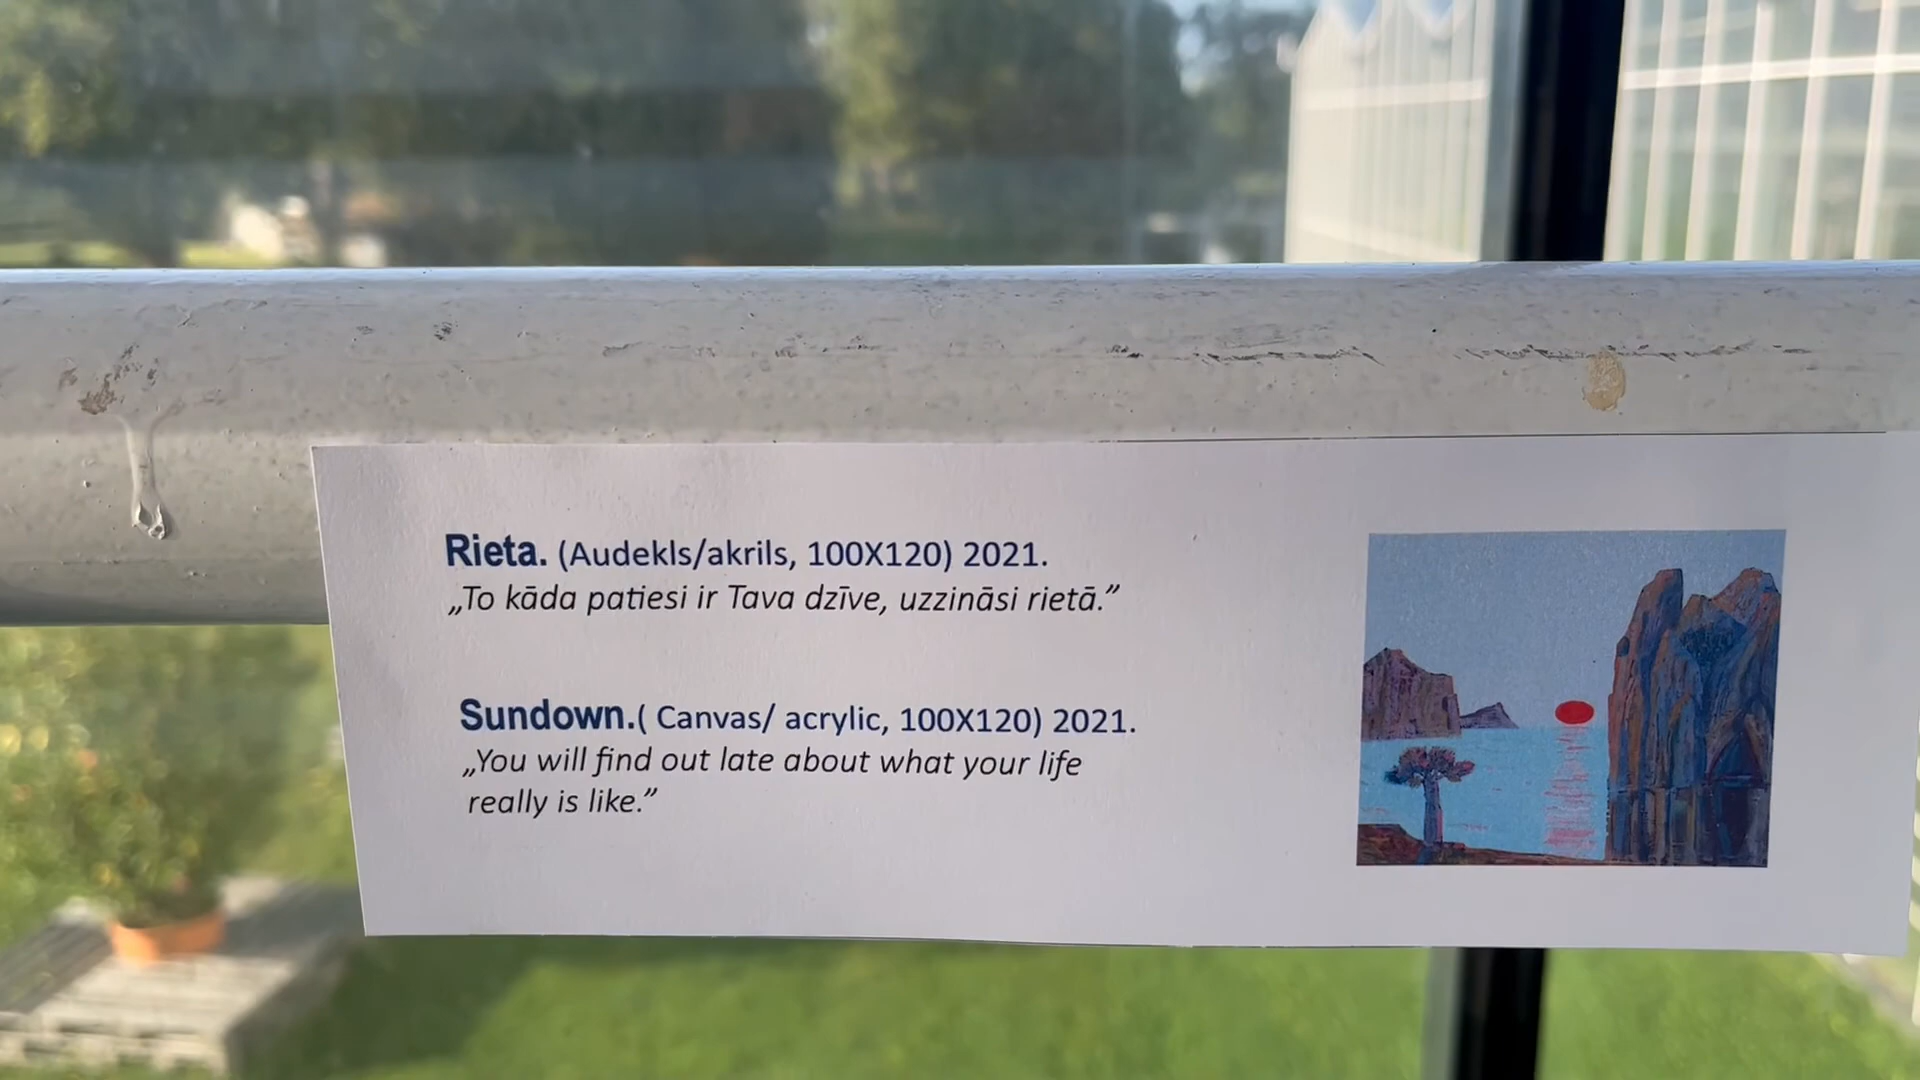 Rieta. (Audekls/akrils, 100X120) 2021.
„To kāda patiesi ir Tava dzīve, uzzināsi rietā.”
Sundown.( Canvas/ acrylic, 100X120) 2021.
„You will find out late about what your life
really is like.”